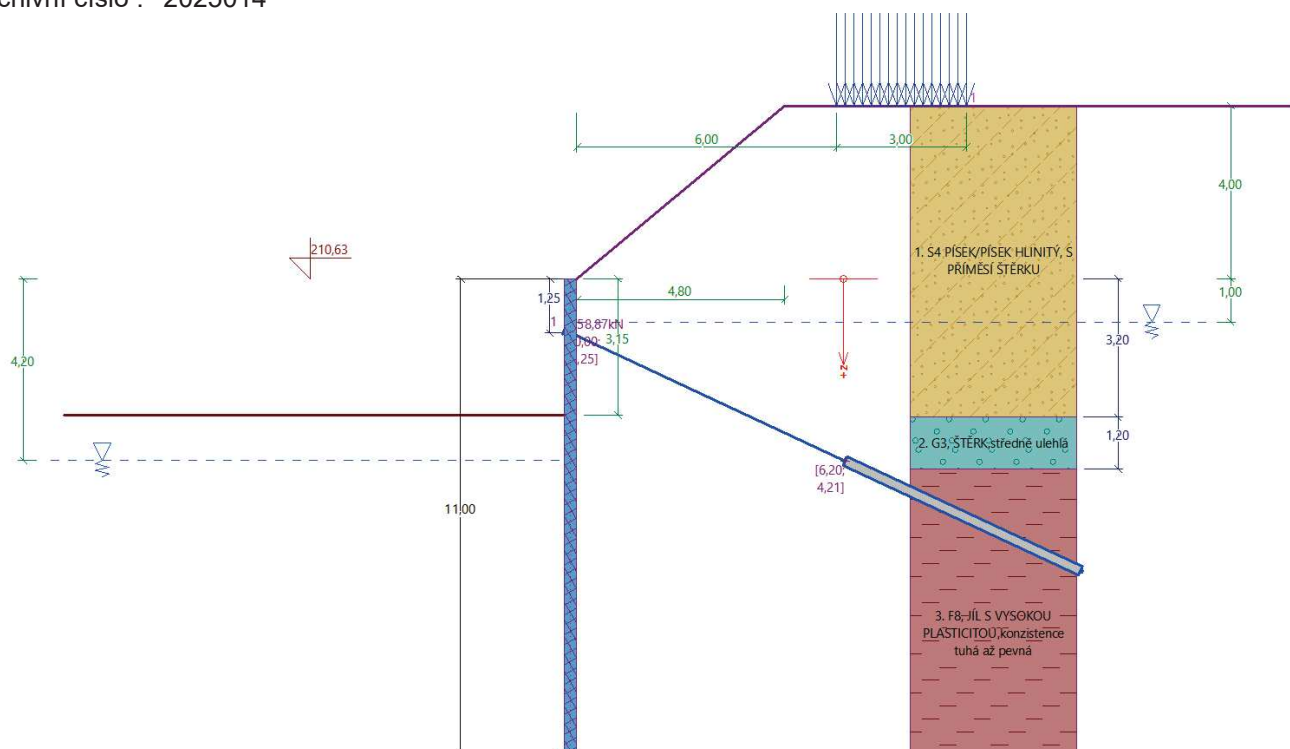 chivní číslo : 2025014
1
6,00
3,00
4,00
210,63
1. S4 PÍSEK/PÍSEK HLINITÝ, S
PŘÍMĚSÍ ŠTĚRKU
1,25
4,80
1,00
1
58,87kN
3,15
,25]
3,20
4,20
+z
2. G3, ŠTĚRK,středně ulehlá
1,20
[6,20;
4,21]
11,00
3. F8, JÍL S VYSOKOU
PLASTICITOU,konzistence
tuhá až pevná